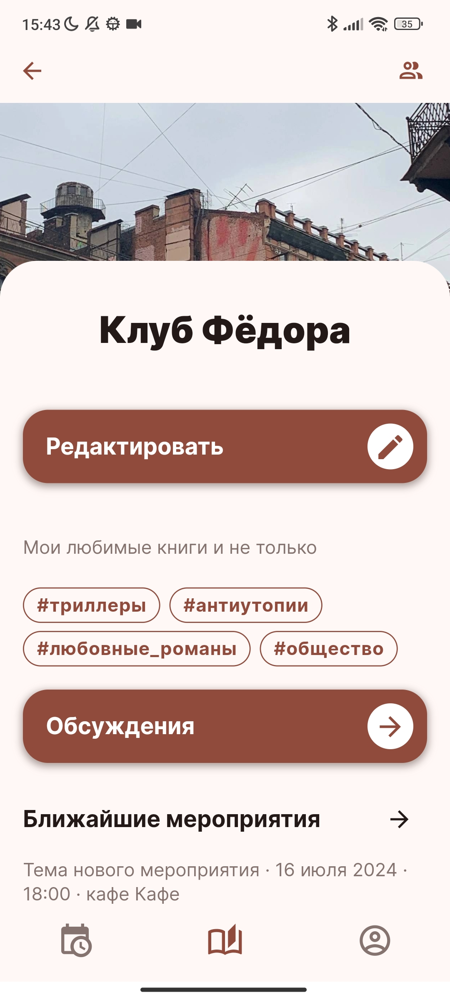 15:43
35
Клуб Фёдора
Редактировать
Мои любимые книги и не только
#триллеры #антиутопии
#любовные_романы #общество
Обсуждения
Ближайшие мероприятия
Тема нового мероприятия · 16 июля 2024 ·
18:00 · кафе Кафе